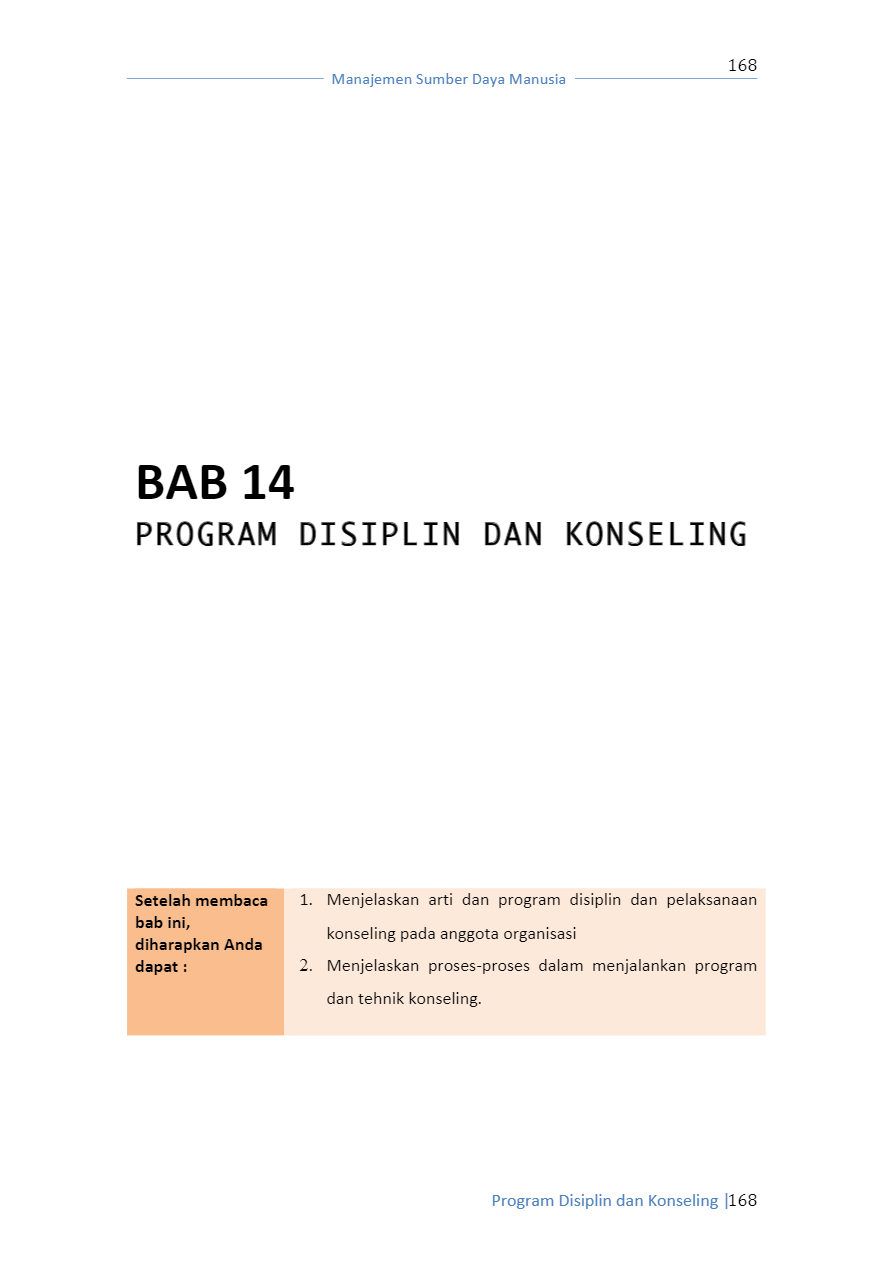 168
Manajemen Sumber Daya Manusia
BAB 14
PROGRAM DISIPLIN DAN KONSELING
Setelah membaca
bab ini,
diharapkan Anda
dapat :
1. Menjelaskan arti dan program disiplin dan pelaksanaan
konseling pada anggota organisasi
2. Menjelaskan proses-proses dalam menjalankan program
dan tehnik konseling.
Program Disiplin dan Konseling |168